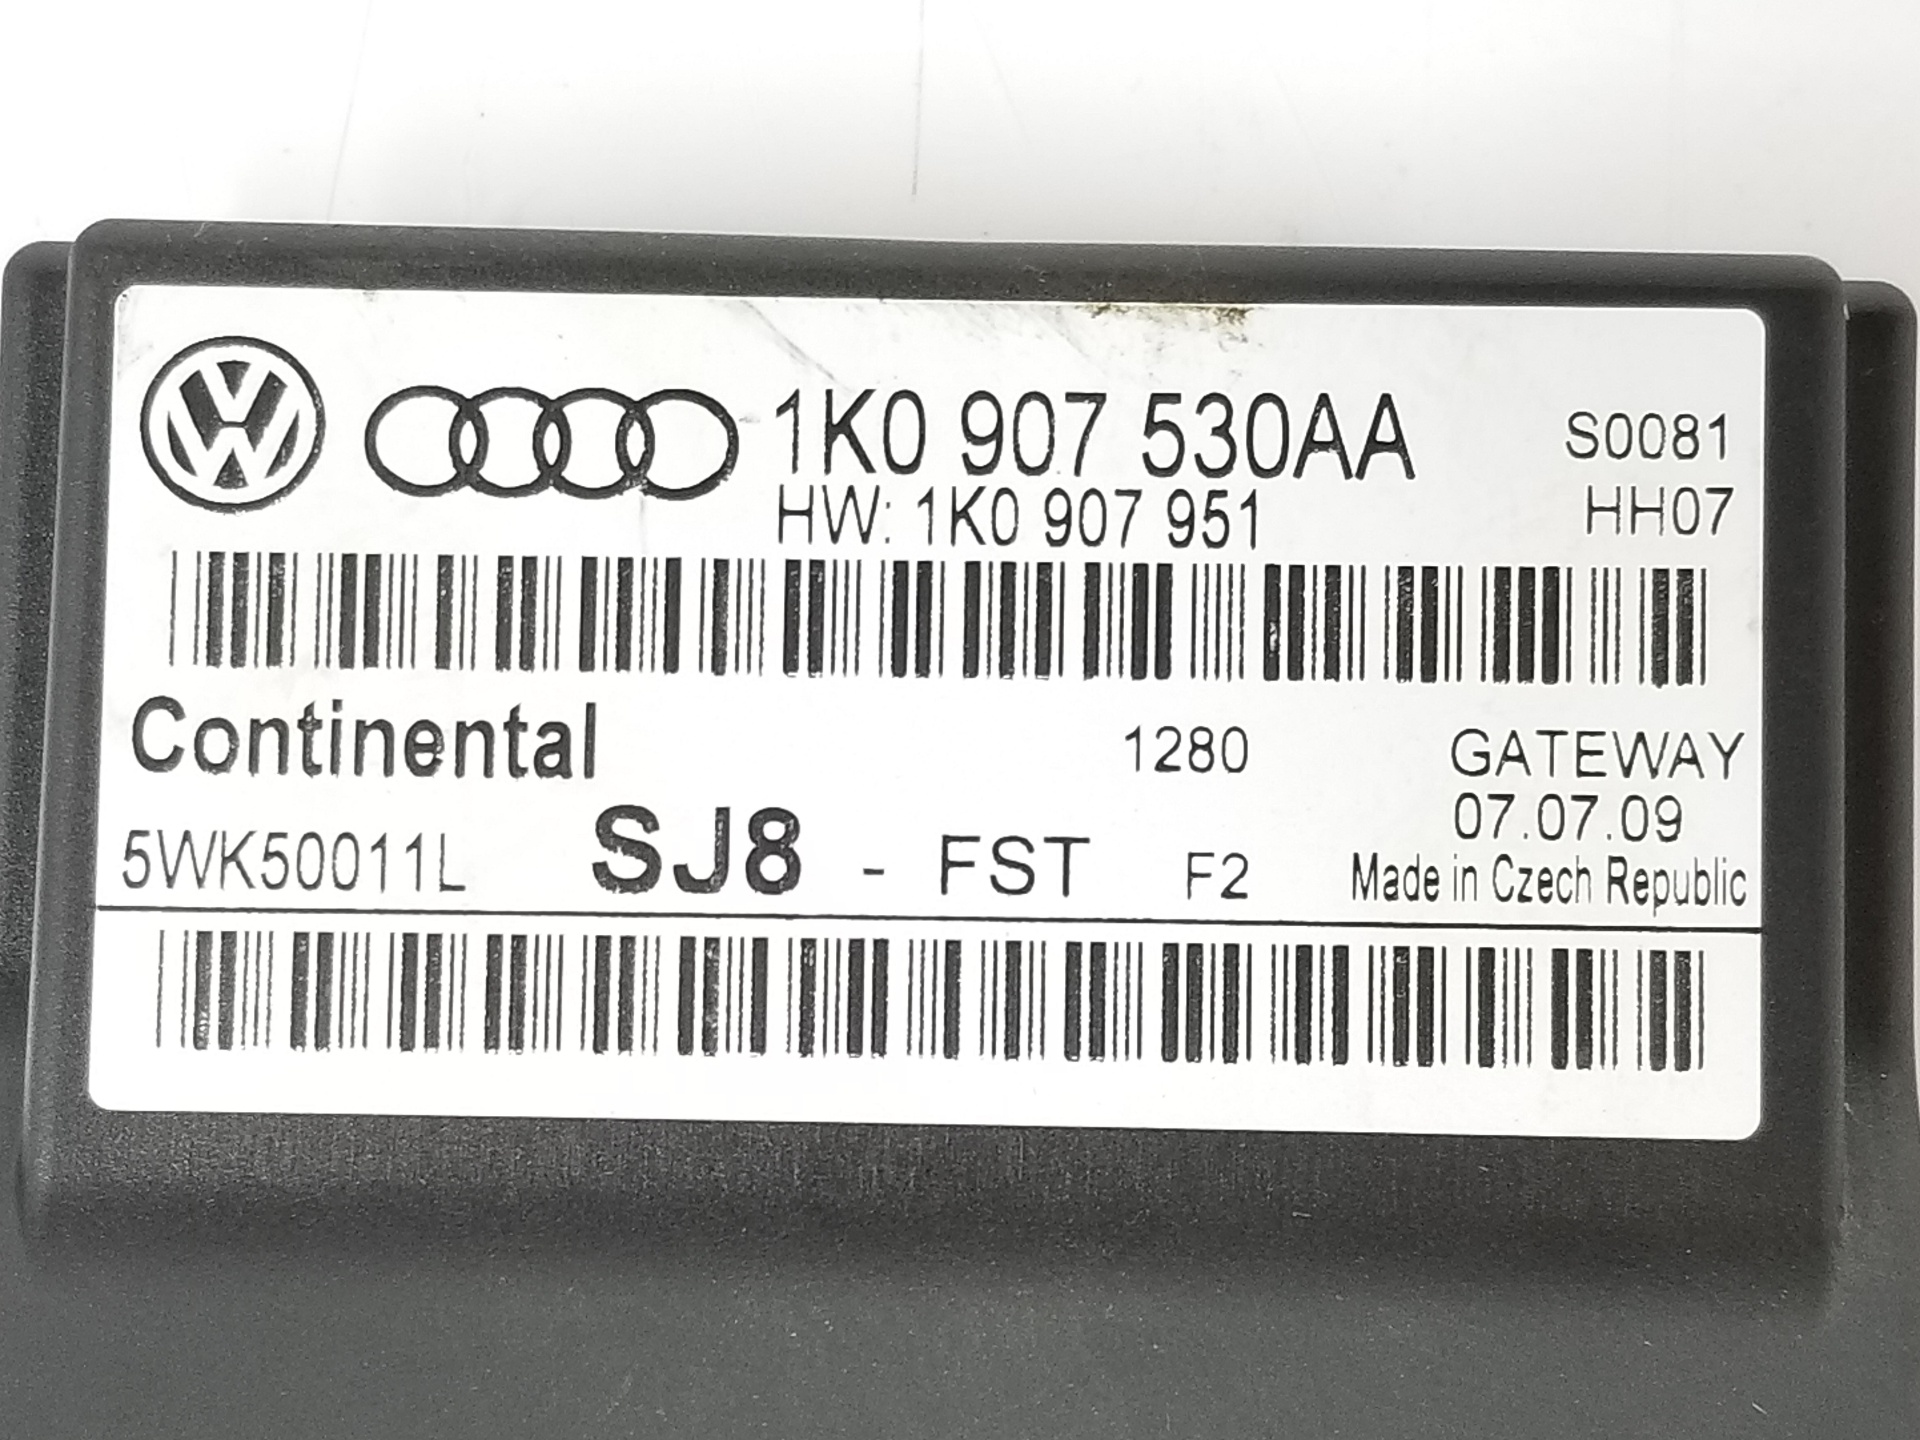 1K0 907 530AA S0081
HW: 1K0 907 951 HH07
Continental 1280 GATEWAY
07.07.09
5WK50011L SJ8 - FST F2 Made in Czech Republic